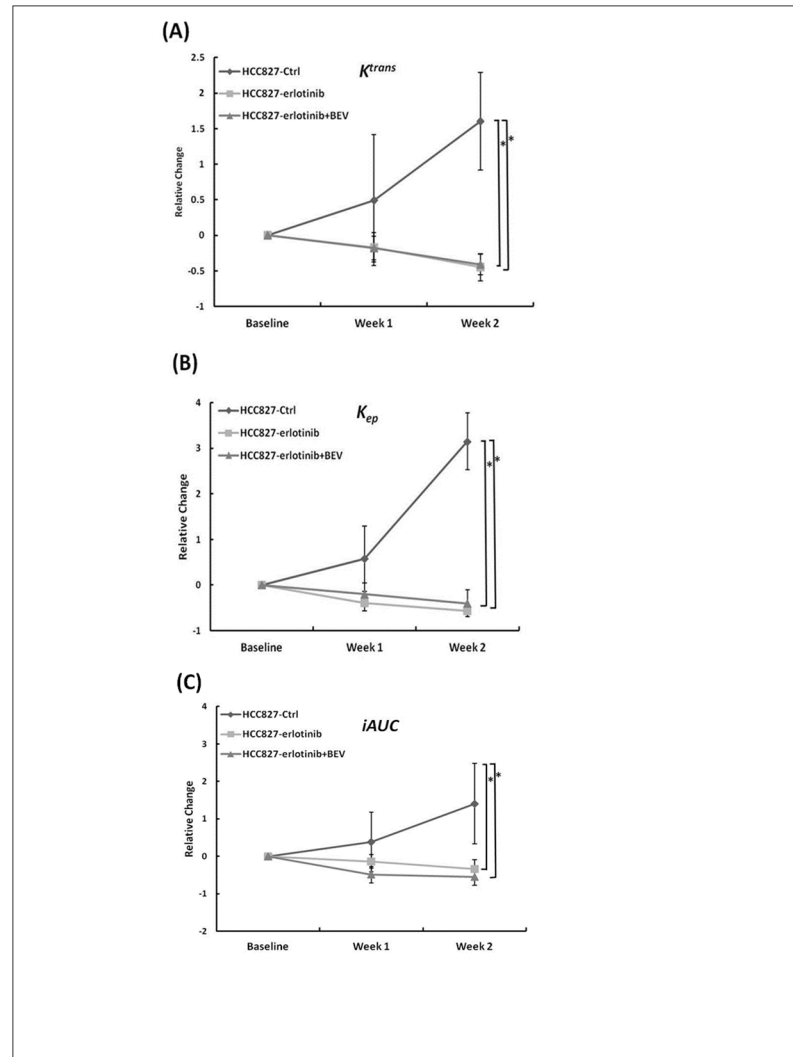 (A)
K^trans
HCC827-Ctrl
HCC827-erlotinib
HCC827-erlotinib+BEV
Relative Change
2.5
2
1.5
1
0.5
0
-0.5
-1
* *
Baseline Week 1 Week 2
(B)
K_ep
HCC827-Ctrl
HCC827-erlotinib
HCC827-erlotinib+BEV
Relative Change
4
3
2
1
0
-1
* *
Baseline Week 1 Week 2
(C)
iAUC
HCC827-Ctrl
HCC827-erlotinib
HCC827-erlotinib+BEV
Relative Change
4
3
2
1
0
-1
-2
* *
Baseline Week 1 Week 2